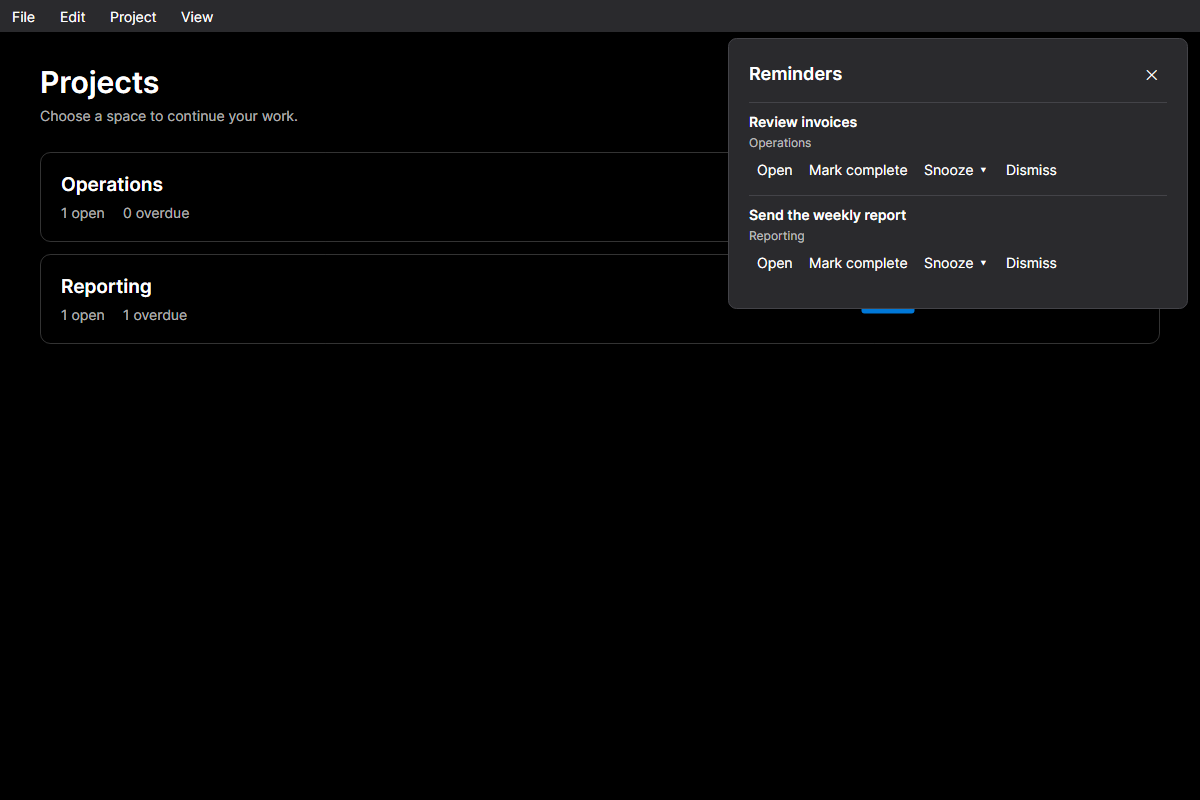 File Edit Project View
Projects
Choose a space to continue your work.
Operations
1 open 0 overdue
Reporting
1 open 1 overdue
Reminders
Review invoices
Operations
Open Mark complete Snooze ▾ Dismiss
Send the weekly report
Reporting
Open Mark complete Snooze ▾ Dismiss